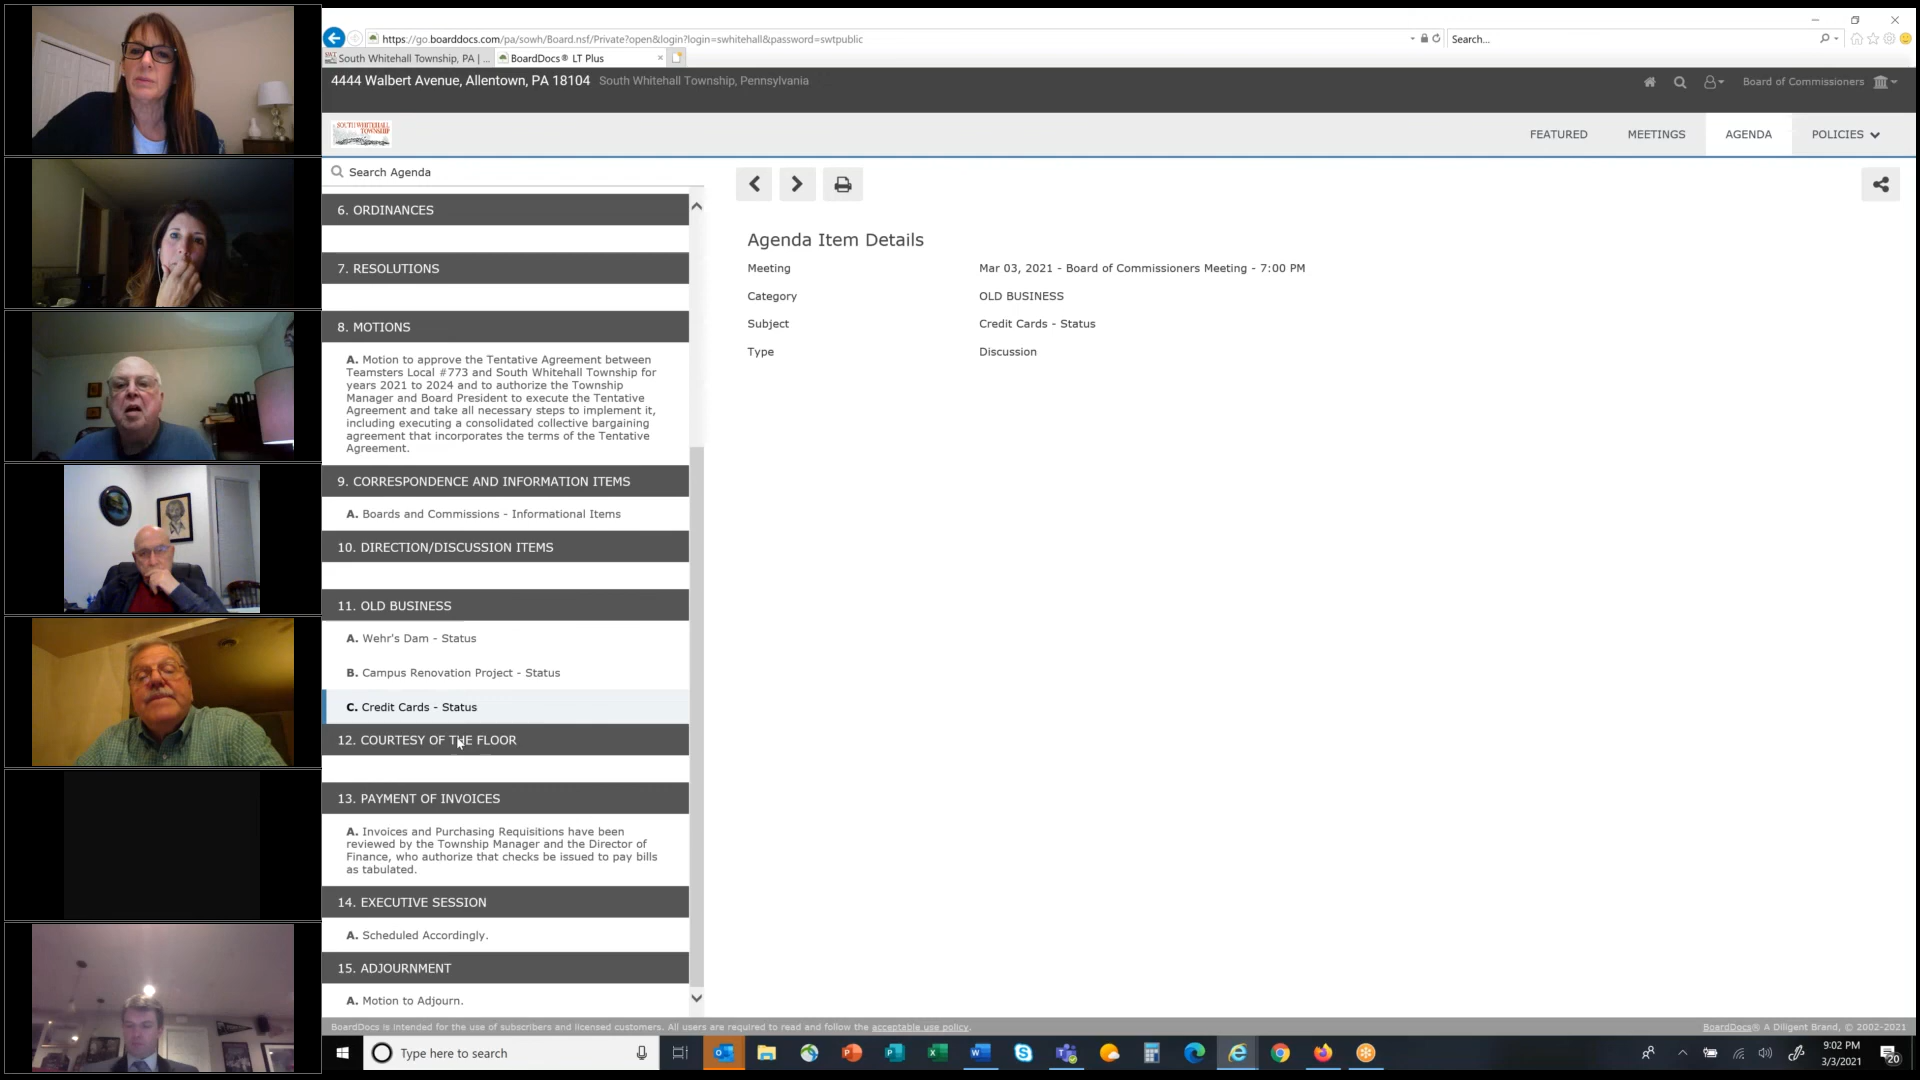 https://go.boarddocs.com/pa/sowh/Board.nsf/Private?open&login?login=swhitehall&password=swtpublic
Search...
South Whitehall Township, PA | ...
BoardDocs® LT Plus
4444 Walbert Avenue, Allentown, PA 18104 South Whitehall Township, Pennsylvania
Board of Commissioners
SOUTH WHITEHALL
TOWNSHIP
FEATURED
MEETINGS
AGENDA
POLICIES
Search Agenda
6. ORDINANCES
7. RESOLUTIONS
8. MOTIONS
A. Motion to approve the Tentative Agreement between
Teamsters Local #773 and South Whitehall Township for
years 2021 to 2024 and to authorize the Township
Manager and Board President to execute the Tentative
Agreement and take all necessary steps to implement it,
including executing a consolidated collective bargaining
agreement that incorporates the terms of the Tentative
Agreement.
9. CORRESPONDENCE AND INFORMATION ITEMS
A. Boards and Commissions - Informational Items
10. DIRECTION/DISCUSSION ITEMS
11. OLD BUSINESS
A. Wehr's Dam - Status
B. Campus Renovation Project - Status
C. Credit Cards - Status
12. COURTESY OF THE FLOOR
13. PAYMENT OF INVOICES
A. Invoices and Purchasing Requisitions have been
reviewed by the Township Manager and the Director of
Finance, who authorize that checks be issued to pay bills
as tabulated.
14. EXECUTIVE SESSION
A. Scheduled Accordingly.
15. ADJOURNMENT
A. Motion to Adjourn.
Agenda Item Details
Meeting Mar 03, 2021 - Board of Commissioners Meeting - 7:00 PM
Category OLD BUSINESS
Subject Credit Cards - Status
Type Discussion
BoardDocs is intended for the use of subscribers and licensed customers. All users are required to read and follow the acceptable use policy.
BoardDocs® A Diligent Brand, © 2002-2021
Type here to search
9:02 PM
3/3/2021
20